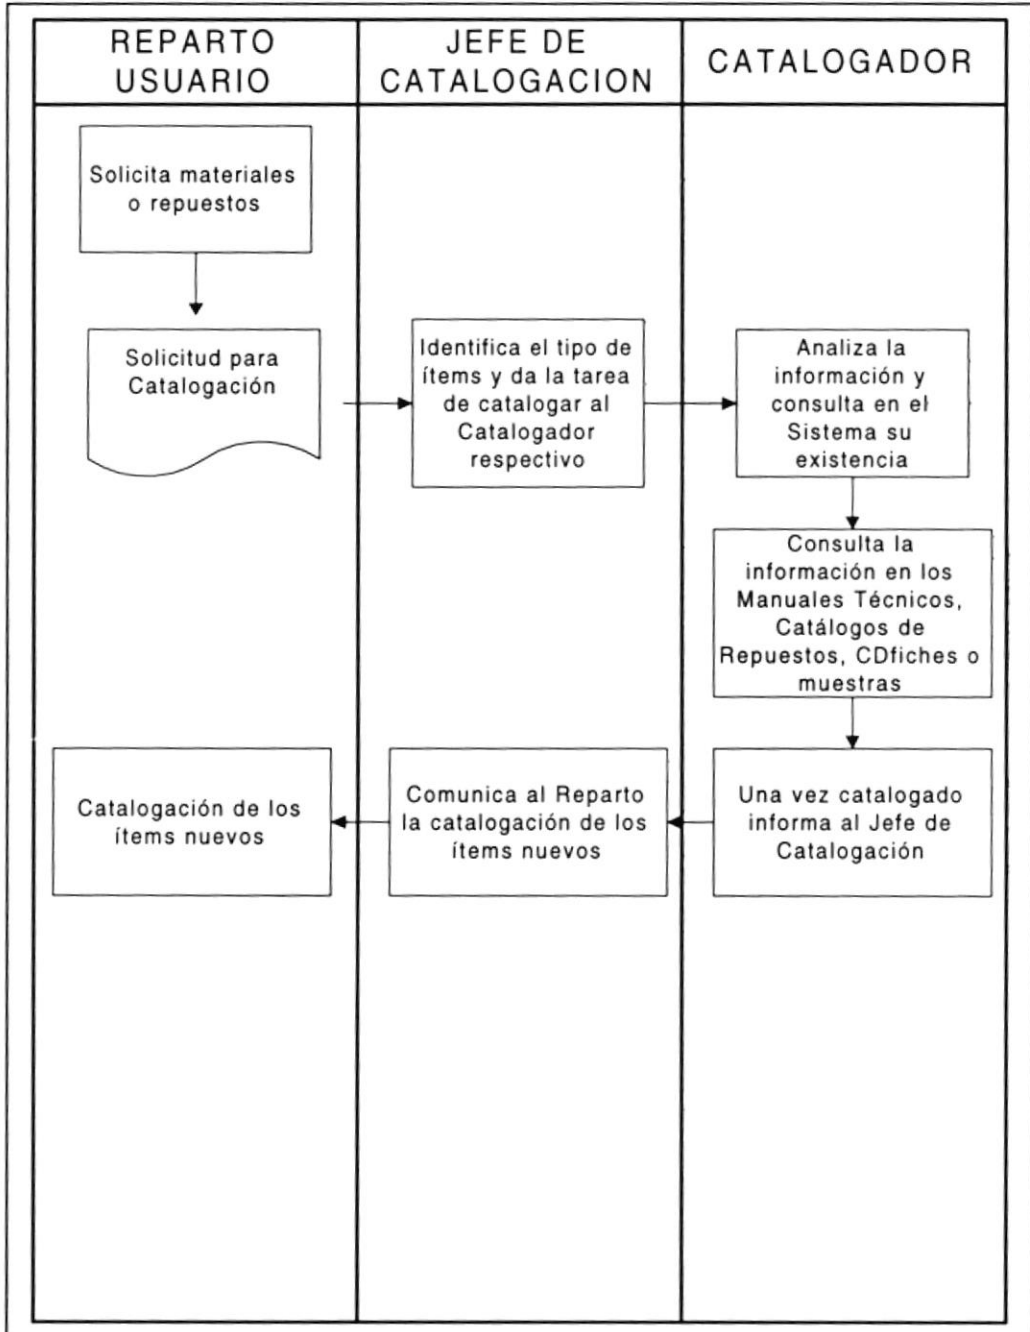 REPARTO
USUARIO
JEFE DE
CATALOGACION
CATALOGADOR
Solicita materiales
o repuestos
Solicitud para
Catalogación
Identifica el tipo de
ítems y da la tarea
de catalogar al
Catalogador
respectivo
Analiza la
información y
consulta en el
Sistema su
existencia
Consulta la
información en los
Manuales Técnicos,
Catálogos de
Repuestos, CDfiches o
muestras
Una vez catalogado
informa al Jefe de
Catalogación
Comunica al Reparto
la catalogación de los
ítems nuevos
Catalogación de los
ítems nuevos